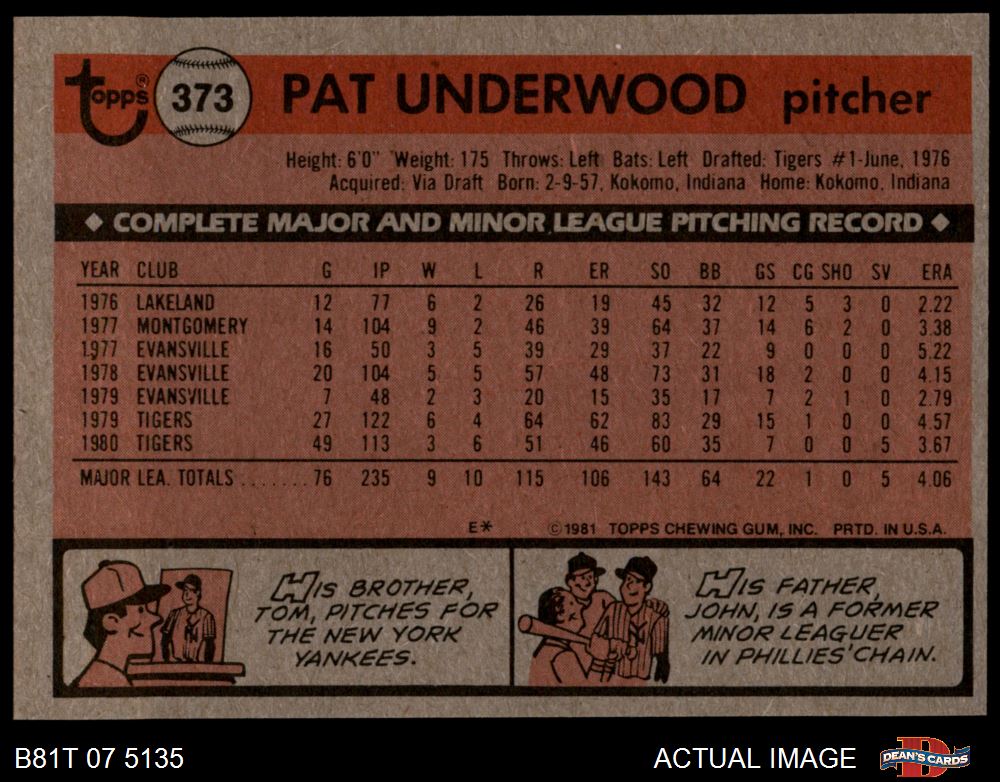 Topps® 373 PAT UNDERWOOD pitcher
Height: 6'0" Weight: 175 Throws: Left Bats: Left Drafted: Tigers #1-June, 1976
Acquired: Via Draft Born: 2-9-57, Kokomo, Indiana Home: Kokomo, Indiana
◆ COMPLETE MAJOR AND MINOR LEAGUE PITCHING RECORD ◆
YEAR CLUB G IP W L R ER SO BB GS CG SHO SV ERA
1976 LAKELAND 12 77 6 2 26 19 45 32 12 5 3 0 2.22
1977 MONTGOMERY 14 104 9 2 46 39 64 37 14 6 2 0 3.38
1977 EVANSVILLE 16 50 3 5 39 29 37 22 9 0 0 0 5.22
1978 EVANSVILLE 20 104 5 5 57 48 73 31 18 2 0 0 4.15
1979 EVANSVILLE 7 48 2 3 20 15 35 17 7 2 1 0 2.79
1979 TIGERS 27 122 6 4 64 62 83 29 15 1 0 0 4.57
1980 TIGERS 49 113 3 6 51 46 60 35 7 0 0 5 3.67
MAJOR LEA. TOTALS ....... 76 235 9 10 115 106 143 64 22 1 0 5 4.06
E* ©1981 TOPPS CHEWING GUM, INC. PRTD. IN U.S.A.
HIS BROTHER,
TOM, PITCHES FOR
THE NEW YORK
YANKEES.
HIS FATHER,
JOHN, IS A FORMER
MINOR LEAGUER
IN PHILLIES' CHAIN.
B81T 07 5135 ACTUAL IMAGE DEAN'S CARDS